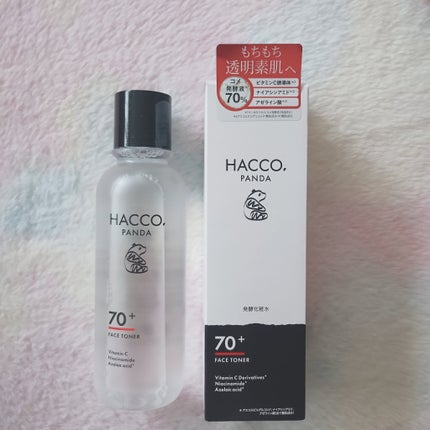 HACCO,
PANDA
70+
FACE TONER
Vitamin C
Niacinamide
Azelaic acid*
もちもち
透明素肌へ
コメ
発酵液
70%
ビタミンC誘導体
ナイアシンアミド
アゼライン酸
HACCO,
PANDA
発酵化粧水
70+
FACE TONER
Vitamin C Derivatives*
Niacinamide*
Azelaic acid*